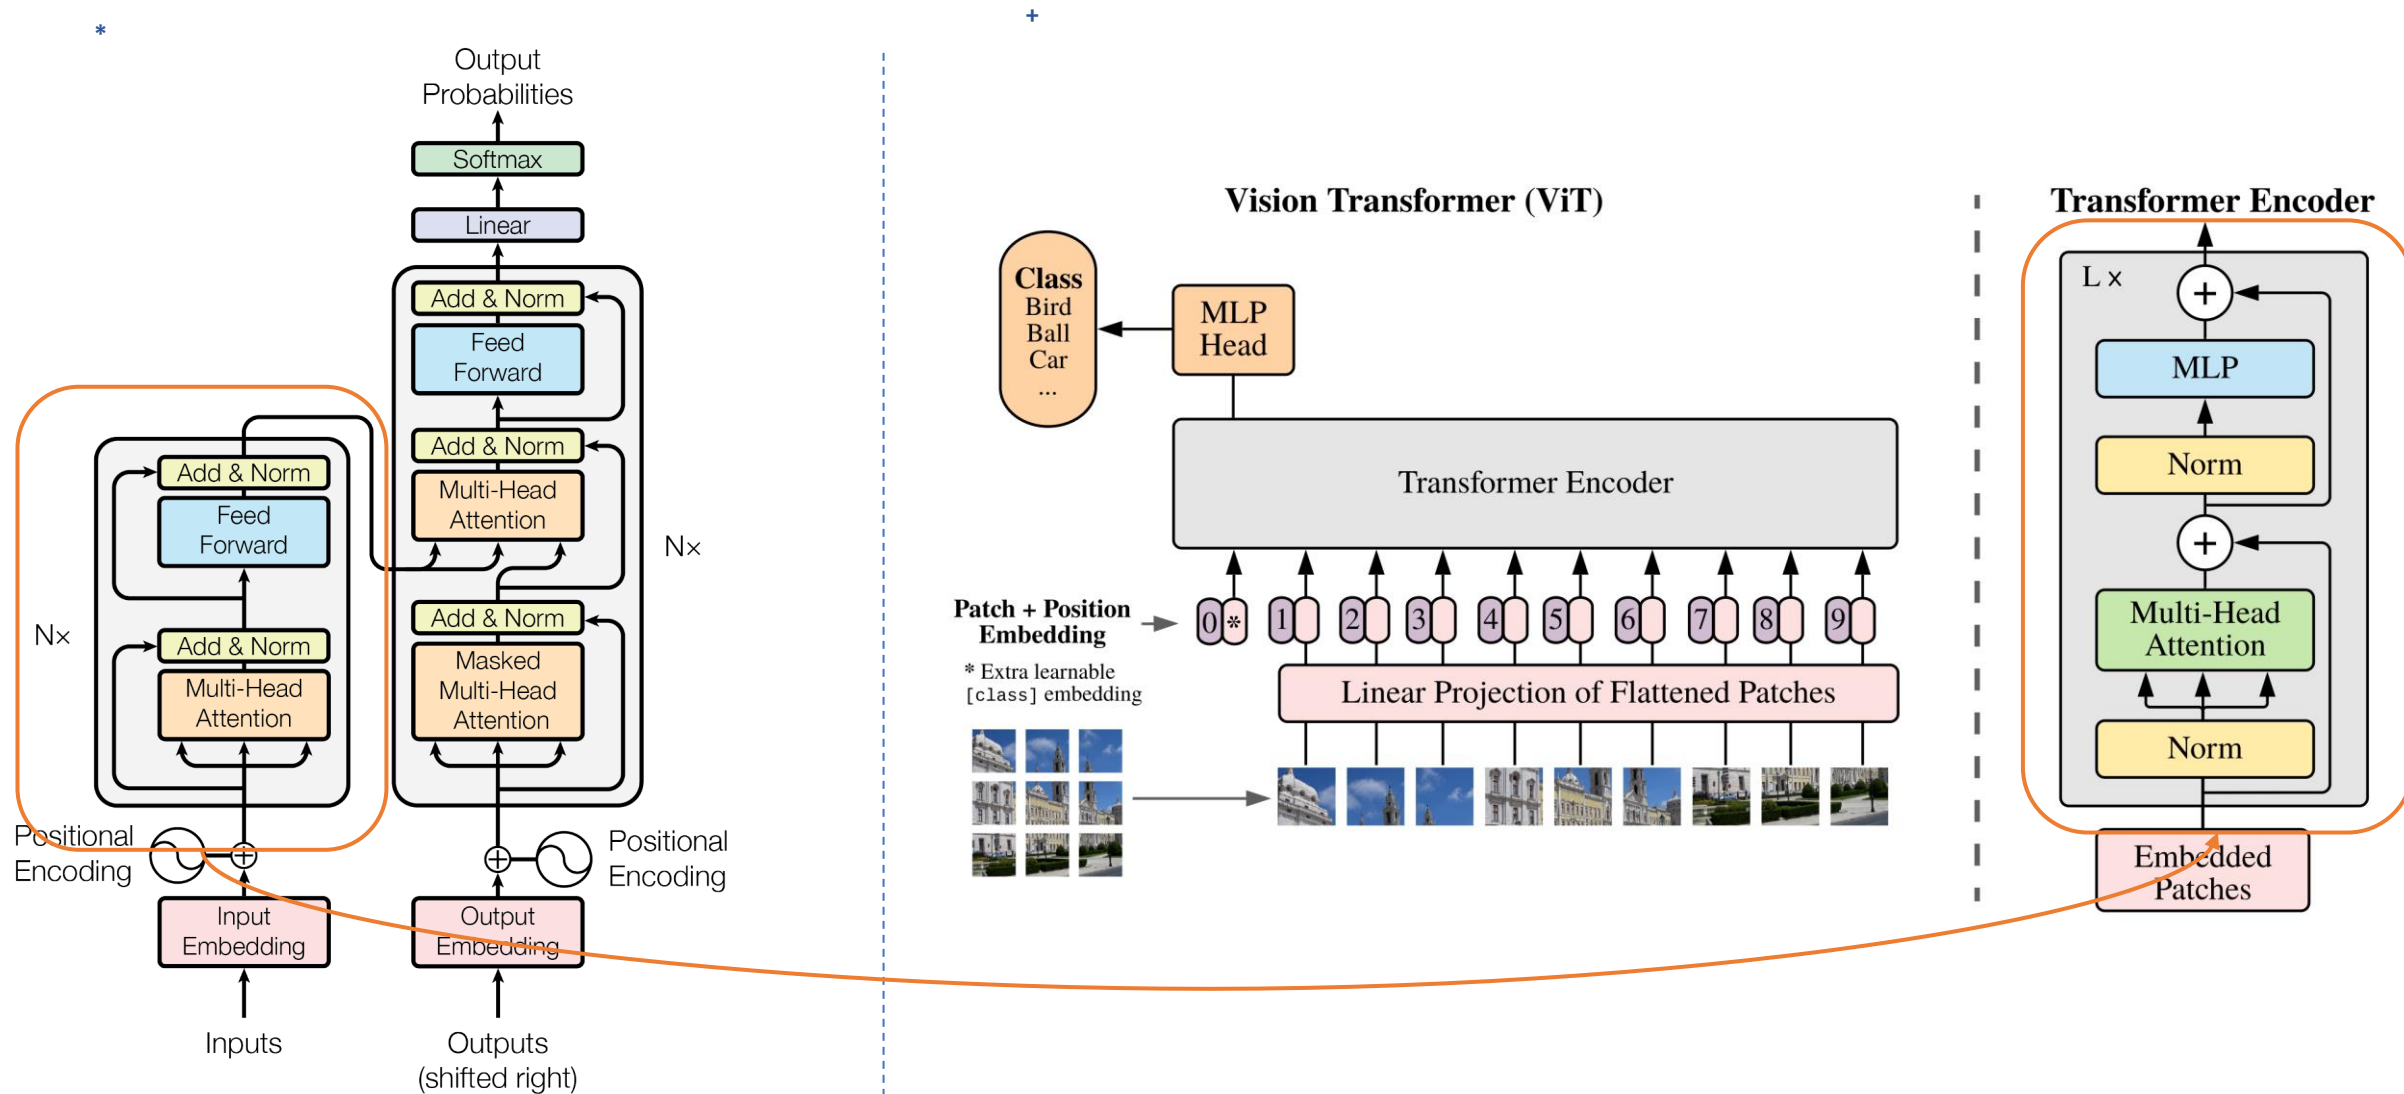 *
+
Output
Probabilities
Softmax
Linear
Add & Norm
Feed
Forward
Add & Norm
Multi-Head
Attention
Add & Norm
Masked
Multi-Head
Attention
N×
Add & Norm
Feed
Forward
Add & Norm
Multi-Head
Attention
N×
Positional
Encoding
Positional
Encoding
Input
Embedding
Output
Embedding
Inputs
Outputs
(shifted right)
Vision Transformer (ViT)
Class
Bird
Ball
Car
...
MLP
Head
Transformer Encoder
Patch + Position
Embedding
0 * 1 2 3 4 5 6 7 8 9
* Extra learnable
[class] embedding
Linear Projection of Flattened Patches
Transformer Encoder
L ×
+
MLP
Norm
+
Multi-Head
Attention
Norm
Embedded
Patches